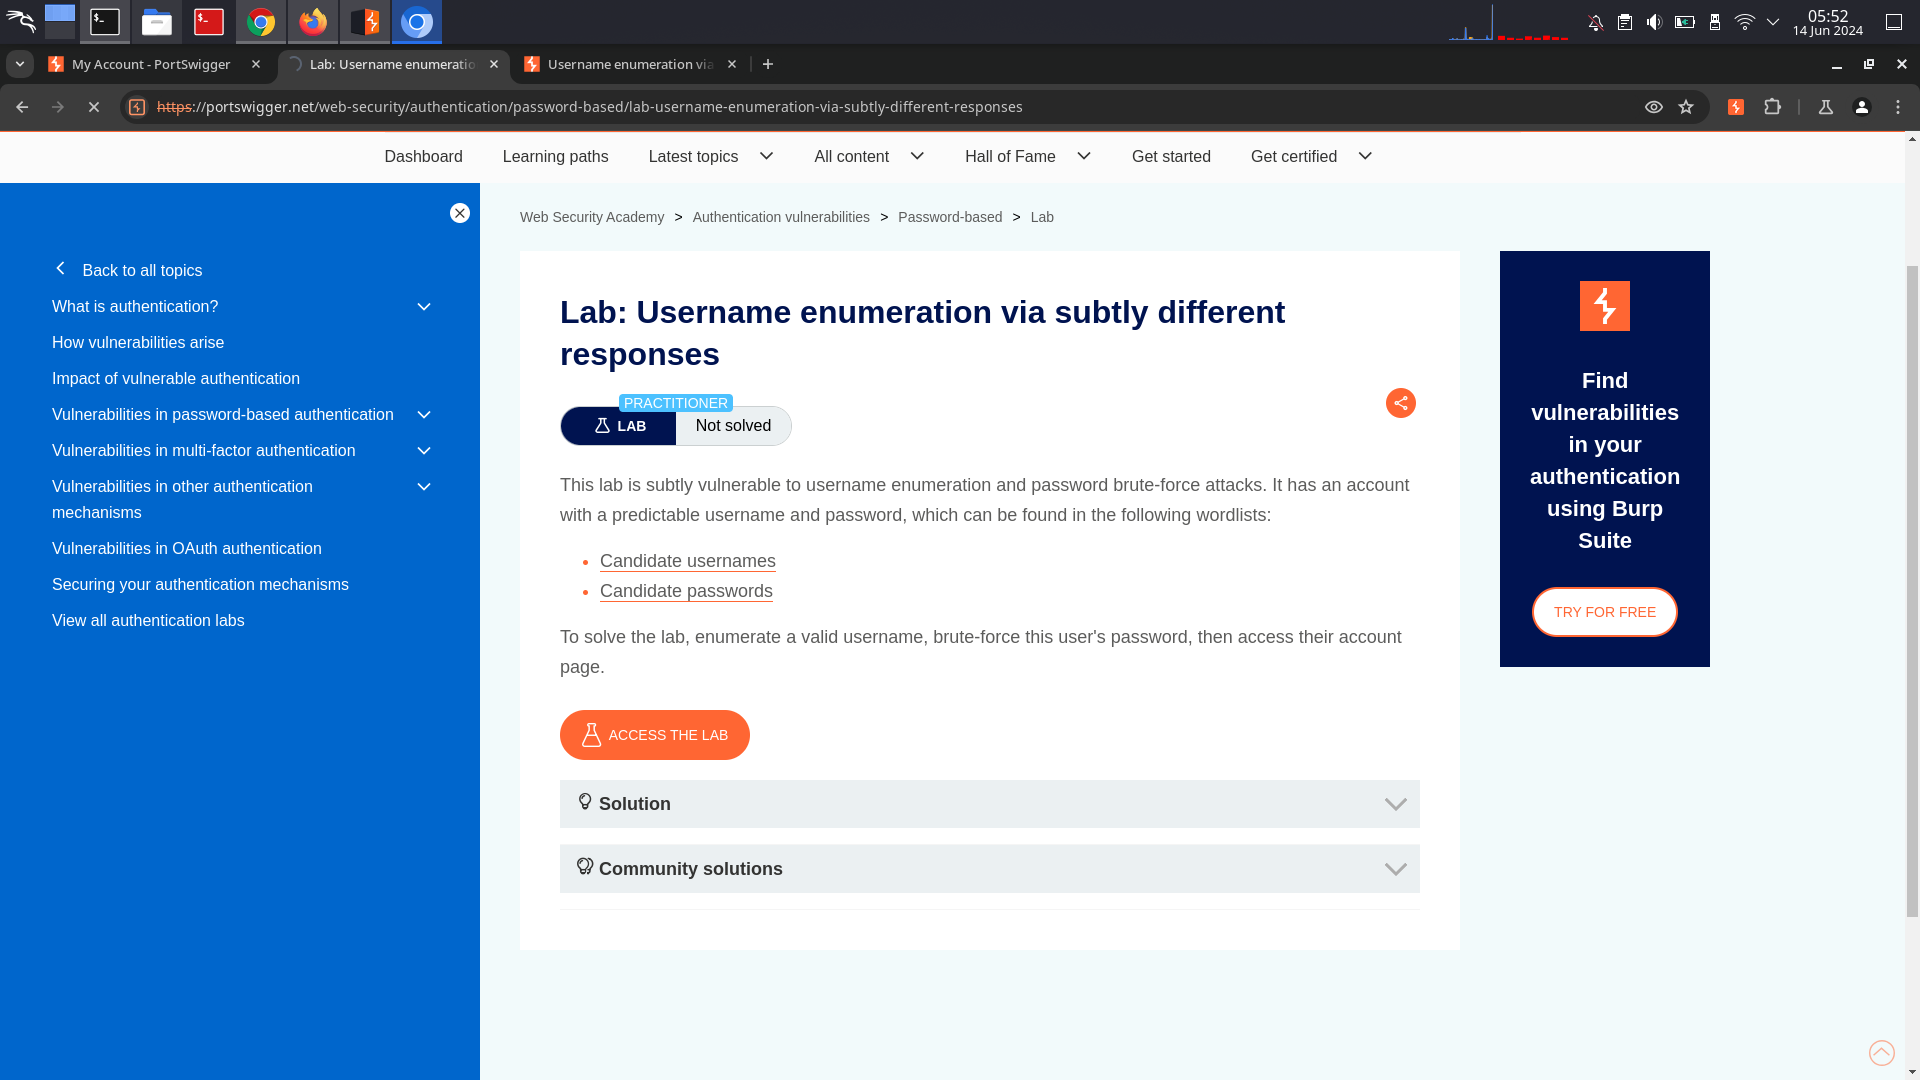 05:52
14 Jun 2024
My Account - PortSwigger
Lab: Username enumeratio
Username enumeration via
https://portswigger.net/web-security/authentication/password-based/lab-username-enumeration-via-subtly-different-responses
Dashboard
Learning paths
Latest topics
All content
Hall of Fame
Get started
Get certified
Back to all topics
What is authentication?
How vulnerabilities arise
Impact of vulnerable authentication
Vulnerabilities in password-based authentication
Vulnerabilities in multi-factor authentication
Vulnerabilities in other authentication
mechanisms
Vulnerabilities in OAuth authentication
Securing your authentication mechanisms
View all authentication labs
Web Security Academy > Authentication vulnerabilities > Password-based > Lab
Lab: Username enumeration via subtly different
responses
PRACTITIONER
LAB
Not solved
This lab is subtly vulnerable to username enumeration and password brute-force attacks. It has an account
with a predictable username and password, which can be found in the following wordlists:
• Candidate usernames
• Candidate passwords
To solve the lab, enumerate a valid username, brute-force this user's password, then access their account
page.
ACCESS THE LAB
Solution
Community solutions
Find
vulnerabilities
in your
authentication
using Burp
Suite
TRY FOR FREE